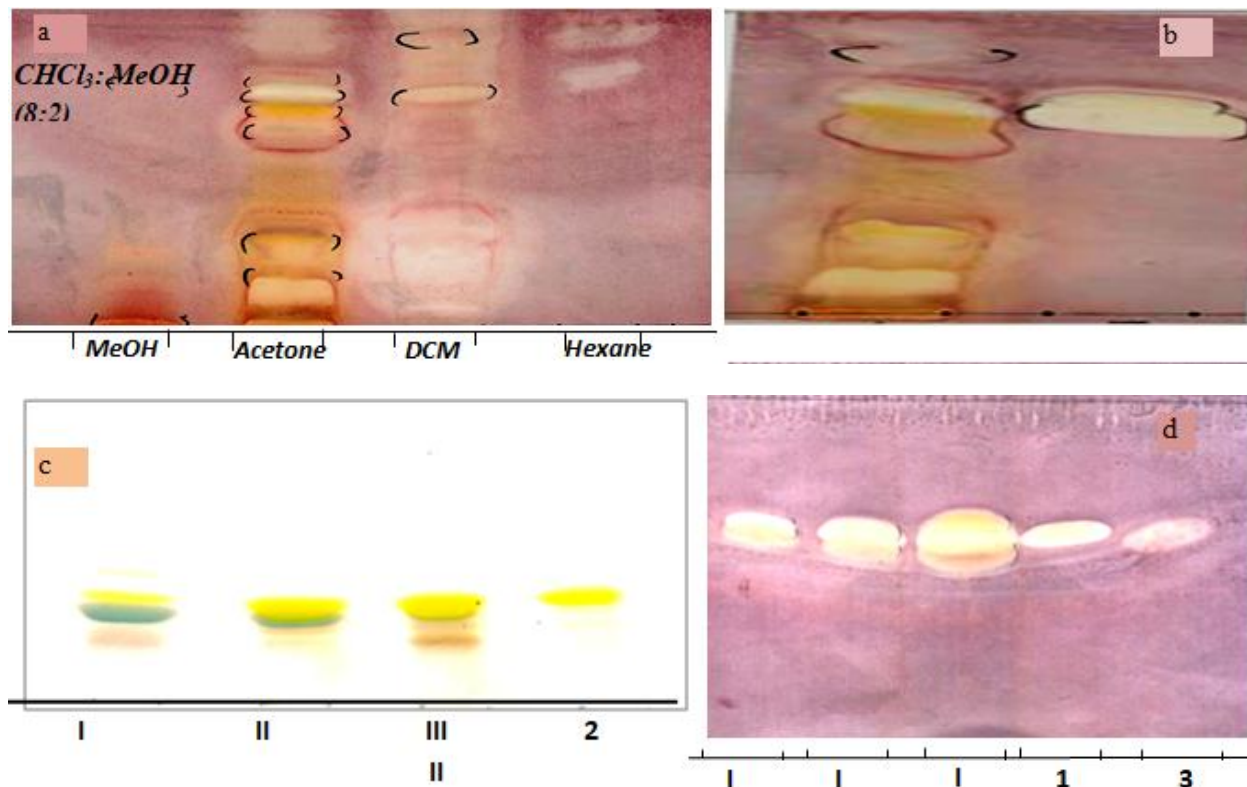 a
CHCl₃:MeOH
(8:2)
MeOH Acetone DCM Hexane
b
c
I II III 2
II
d
I I I 1 3